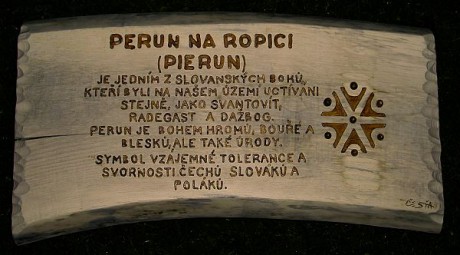 PERUN NA ROPICI
(PIERUN)
JE JEDNÍM Z SLOVANSKÝCH BOHŮ,
KTEŘÍ BYLI NA NAŠEM ÚZEMÍ UCTÍVÁNI
STEJNĚ, JAKO SVANTOVÍT,
RADEGAST A DAŽBOG.
PERUN JE BOHEM HROMŮ, BOUŘE A
BLESKŮ, ALE TAKÉ ÚRODY.
SYMBOL VZÁJEMNÉ TOLERANCE A
SVORNOSTI ČECHŮ SLOVÁKŮ A
POLÁKŮ.